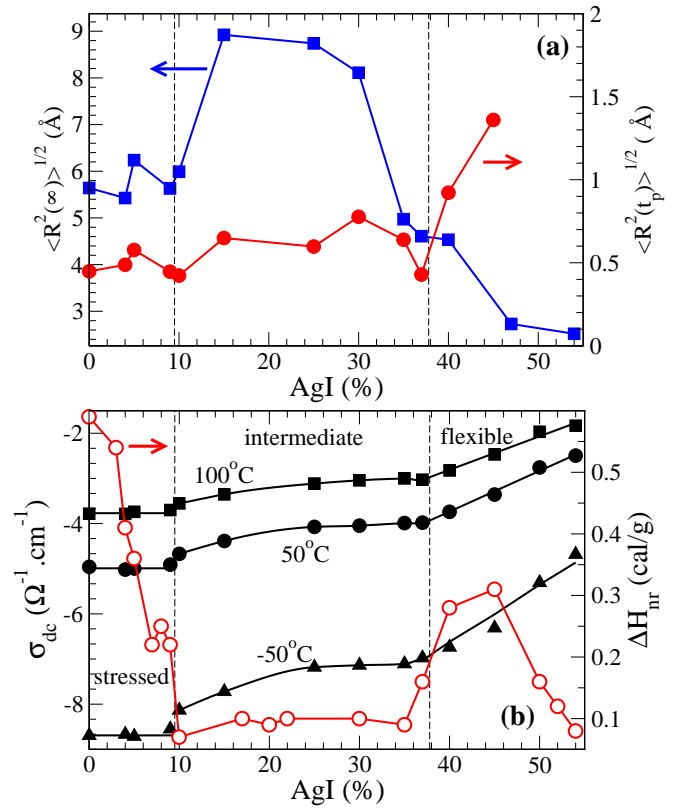 (a)
<R²(∞)>^1/2 (Å)
9
8
7
6
5
4
3
2
1.5
1
0.5
0
<R²(t_p)>^1/2 ( Å)
0 10 20 30 40 50
AgI (%)
intermediate flexible
100°C
50°C
-50°C
stressed
(b)
σ_dc (Ω⁻¹ .cm⁻¹)
-2
-4
-6
-8
0.5
0.4
0.3
0.2
0.1
ΔH_nr (cal/g)
0 10 20 30 40 50
AgI (%)